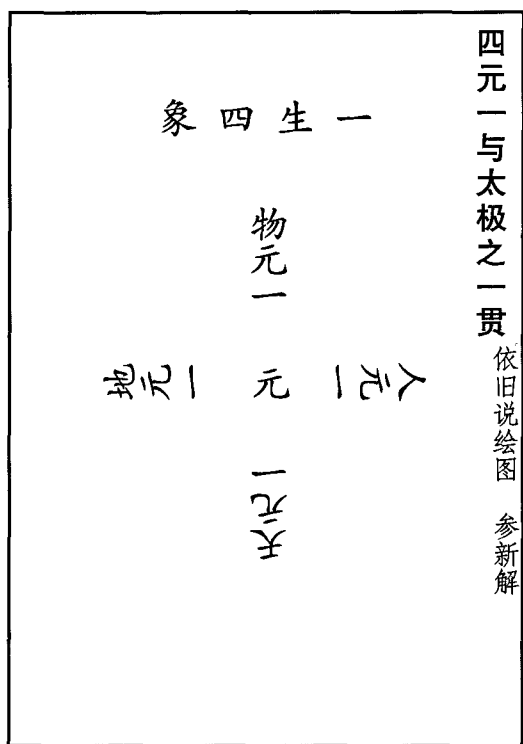 四元一与太极之一贯
依旧说绘图 参新解
一生四象
物元一
人元一
元
地元一
天元一